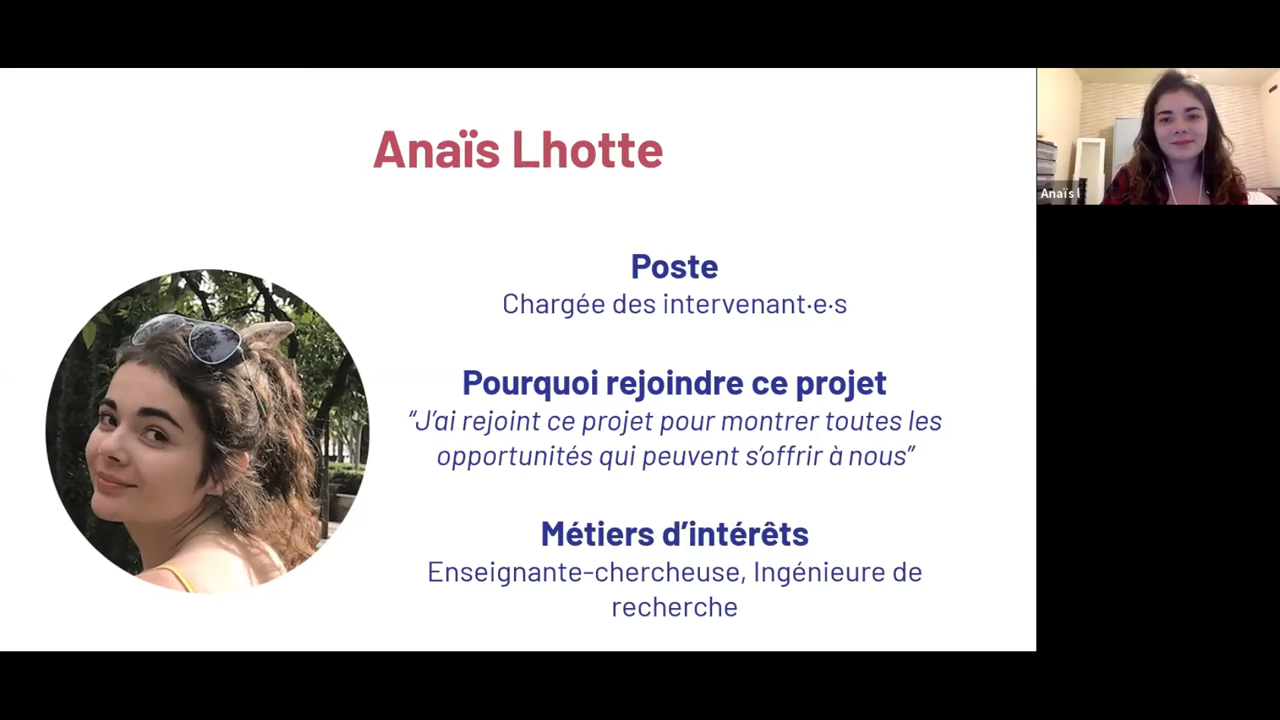 Anaïs Lhotte
Anaïs l
Poste
Chargée des intervenant·e·s
Pourquoi rejoindre ce projet
“J’ai rejoint ce projet pour montrer toutes les
opportunités qui peuvent s’offrir à nous”
Métiers d’intérêts
Enseignante-chercheuse, Ingénieure de
recherche